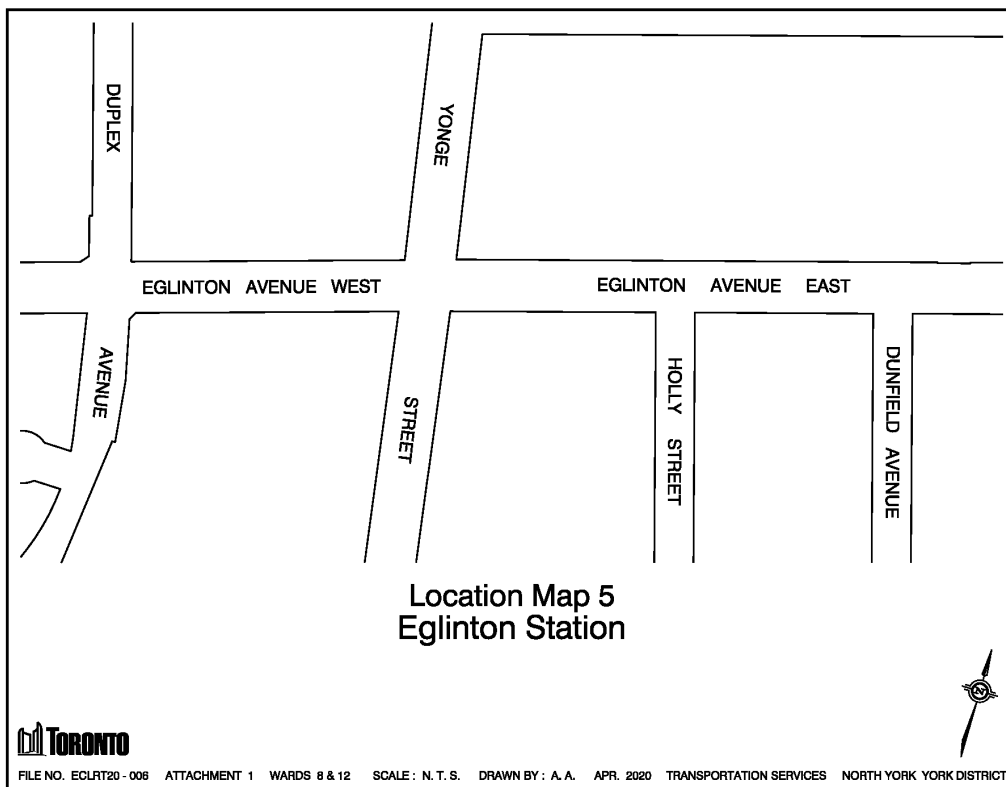 DUPLEX
YONGE
EGLINTON AVENUE WEST
EGLINTON AVENUE EAST
AVENUE
STREET
HOLLY STREET
DUNFIELD AVENUE
Location Map 5
Eglinton Station
N
TORONTO
FILE NO. ECLRT20 - 006 ATTACHMENT 1 WARDS 8 & 12 SCALE : N. T. S. DRAWN BY : A. A. APR. 2020 TRANSPORTATION SERVICES NORTH YORK YORK DISTRICT